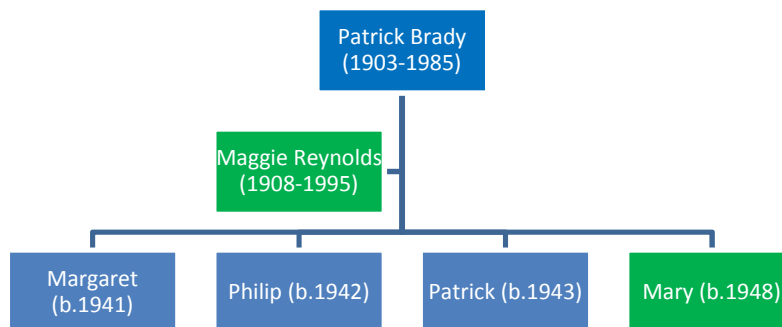 Patrick Brady
(1903-1985)
Maggie Reynolds
(1908-1995)
Margaret
(b.1941)
Philip (b.1942)
Patrick (b.1943)
Mary (b.1948)